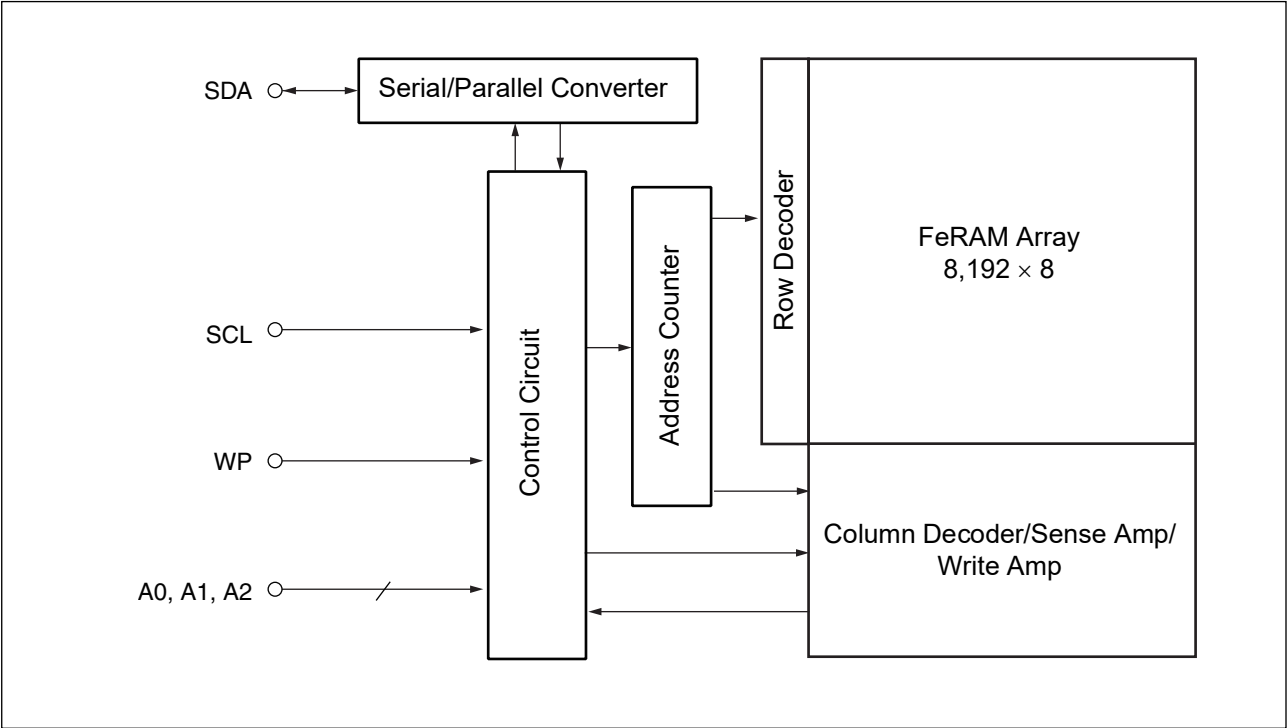 SDA
Serial/Parallel Converter
SCL
WP
A0, A1, A2
Control Circuit
Address Counter
Row Decoder
FeRAM Array
8,192 × 8
Column Decoder/Sense Amp/
Write Amp